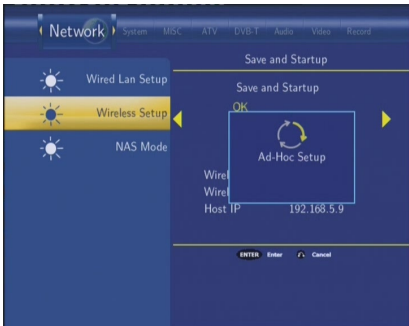 Network System MISC ATV DVB-T Audio Video Record
Save and Startup
Wired Lan Setup
Save and Startup
OK
Wireless Setup
Ad-Hoc Setup
NAS Mode
Wirel
Wirel
Host IP 192.168.5.9
ENTER Enter Cancel